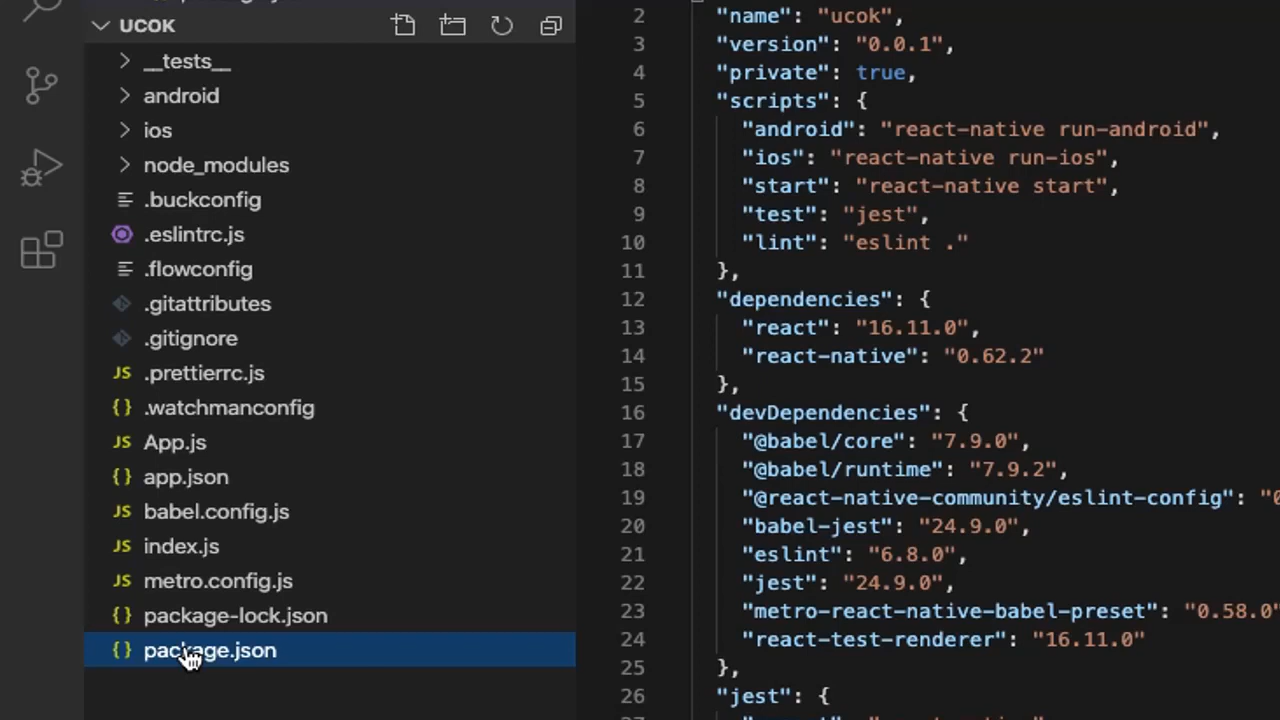 UCOK
__tests__
android
ios
node_modules
.buckconfig
.eslintrc.js
.flowconfig
.gitattributes
.gitignore
JS .prettierrc.js
{} .watchmanconfig
JS App.js
{} app.json
JS babel.config.js
JS index.js
JS metro.config.js
{} package-lock.json
{} package.json
2 "name": "ucok",
3 "version": "0.0.1",
4 "private": true,
5 "scripts": {
6 "android": "react-native run-android",
7 "ios": "react-native run-ios",
8 "start": "react-native start",
9 "test": "jest",
10 "lint": "eslint ."
11 },
12 "dependencies": {
13 "react": "16.11.0",
14 "react-native": "0.62.2"
15 },
16 "devDependencies": {
17 "@babel/core": "7.9.0",
18 "@babel/runtime": "7.9.2",
19 "@react-native-community/eslint-config": "0
20 "babel-jest": "24.9.0",
21 "eslint": "6.8.0",
22 "jest": "24.9.0",
23 "metro-react-native-babel-preset": "0.58.0"
24 "react-test-renderer": "16.11.0"
25 },
26 "jest": {